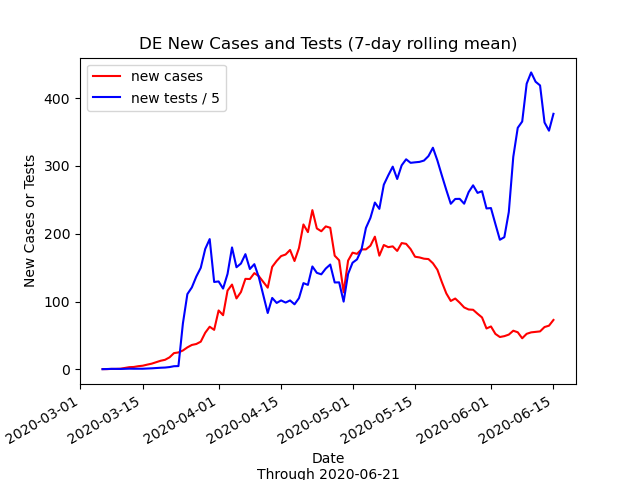 DE New Cases and Tests (7-day rolling mean)
new cases
new tests / 5
New Cases or Tests
400
300
200
100
0
2020-03-01
2020-03-15
2020-04-01
2020-04-15
2020-05-01
2020-05-15
2020-06-01
2020-06-15
Date
Through 2020-06-21